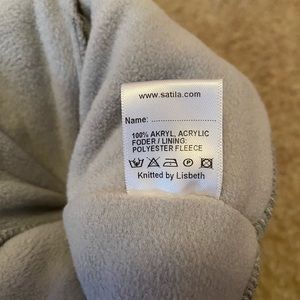 www.satila.com
Name: ..............................
100% AKRYL, ACRYLIC
FODER / LINING:
POLYESTER FLEECE
Knitted by Lisbeth